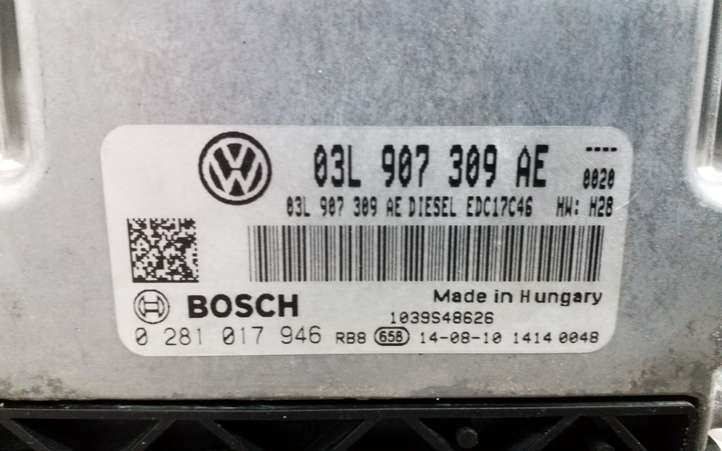 03L 907 309 AE ----
0020
03L 907 309 AE DIESEL EDC17C46 HW: H28
BOSCH
Made in Hungary
1039S48626
0 281 017 946 RB8 658 14-08-10 1414 0048